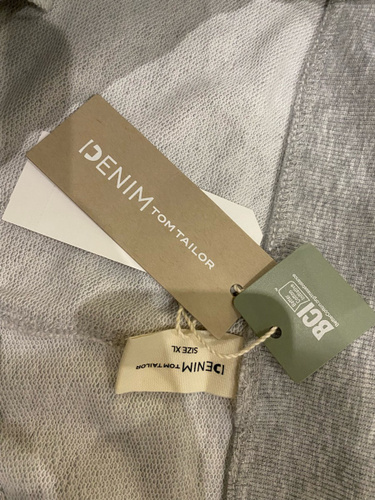 DENIM TOM TAILOR
BCI
DENIM TOM TAILOR
SIZE XL